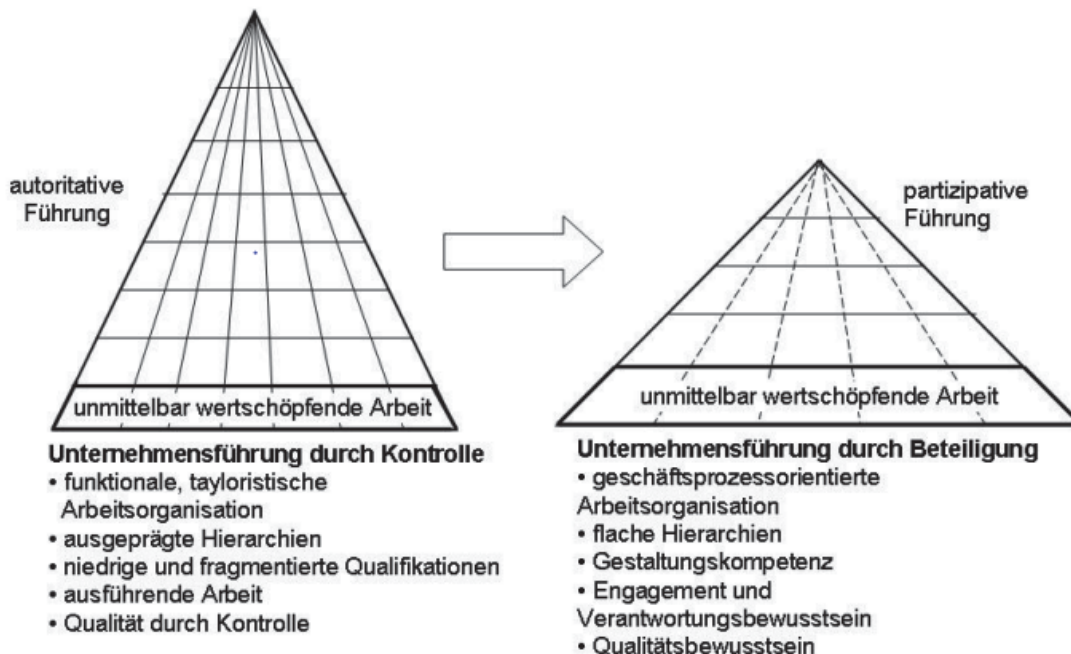 autoritative
Führung
unmittelbar wertschöpfende Arbeit
Unternehmensführung durch Kontrolle
• funktionale, tayloristische
Arbeitsorganisation
• ausgeprägte Hierarchien
• niedrige und fragmentierte Qualifikationen
• ausführende Arbeit
• Qualität durch Kontrolle
partizipative
Führung
unmittelbar wertschöpfende Arbeit
Unternehmensführung durch Beteiligung
• geschäftsprozessorientierte
Arbeitsorganisation
• flache Hierarchien
• Gestaltungskompetenz
• Engagement und
Verantwortungsbewusstsein
• Qualitätsbewusstsein